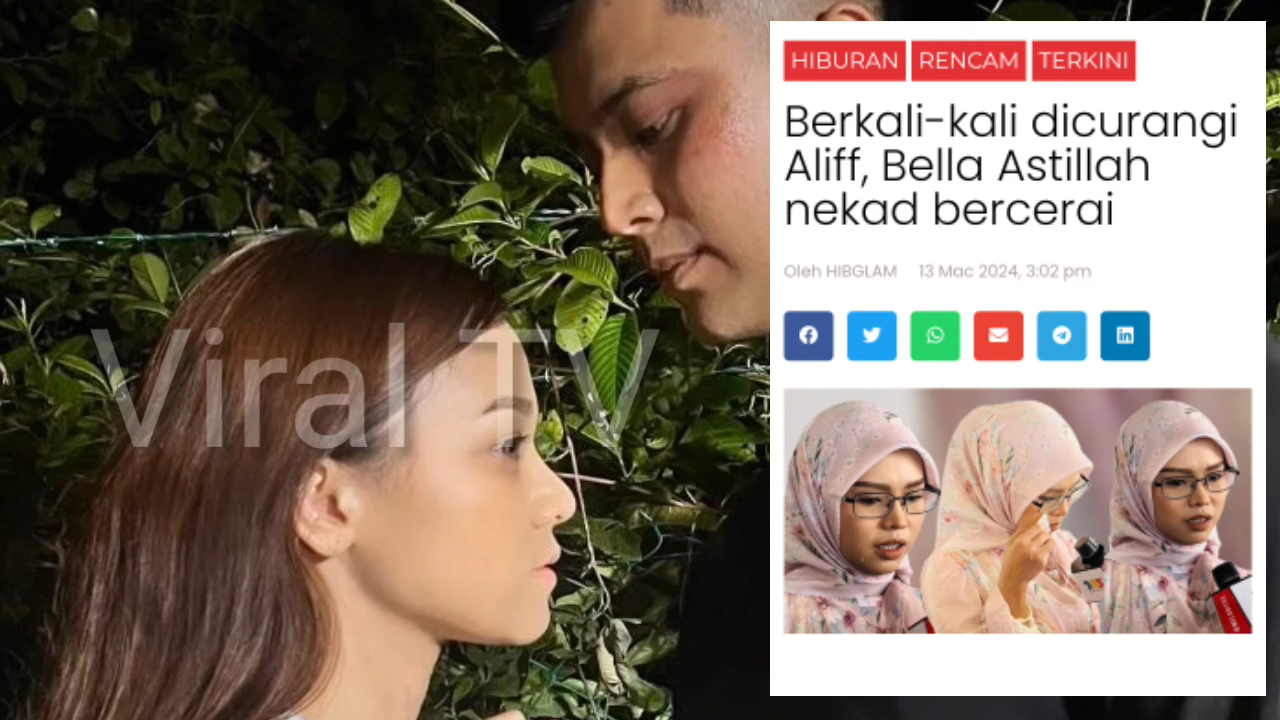 Viral TV
HIBURAN RENCAM TERKINI
Berkali-kali dicurangi
Aliff, Bella Astillah
nekad bercerai
Oleh HIBGLAM 13 Mac 2024, 3:02 pm